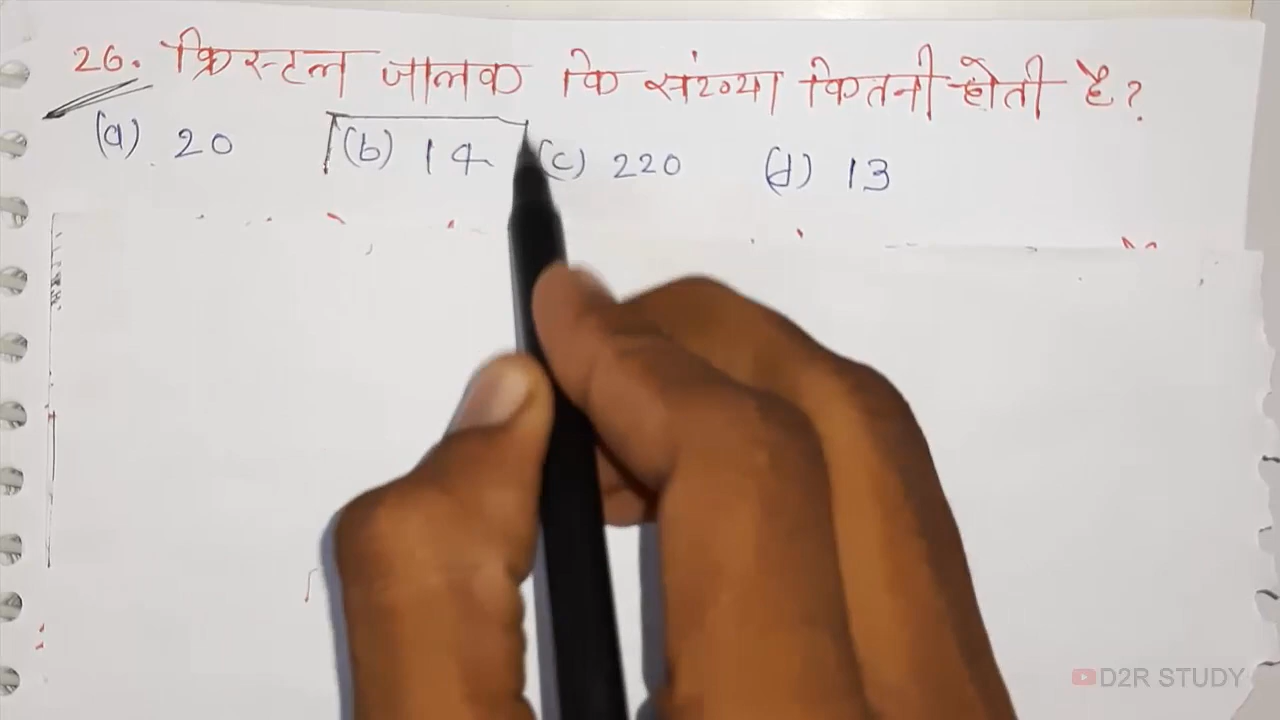 26. क्रिस्टल जालक कि संख्या कितनी होती है?
(a) 20 (b) 14 (c) 220 (d) 13
D2R STUDY